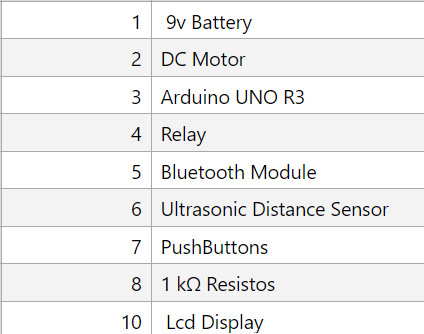 1 9v Battery
2 DC Motor
3 Arduino UNO R3
4 Relay
5 Bluetooth Module
6 Ultrasonic Distance Sensor
7 PushButtons
8 1 kΩ Resistos
10 Lcd Display